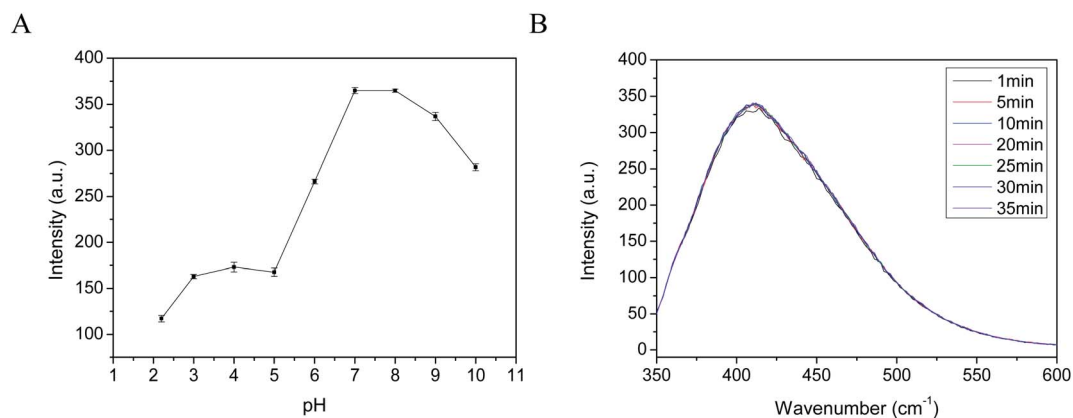 A
B
400
350
300
250
200
150
100
Intensity (a.u.)
1 2 3 4 5 6 7 8 9 10 11
pH
400
350
300
250
200
150
100
50
0
Intensity (a.u.)
1min
5min
10min
20min
25min
30min
35min
350 400 450 500 550 600
Wavenumber (cm⁻¹)